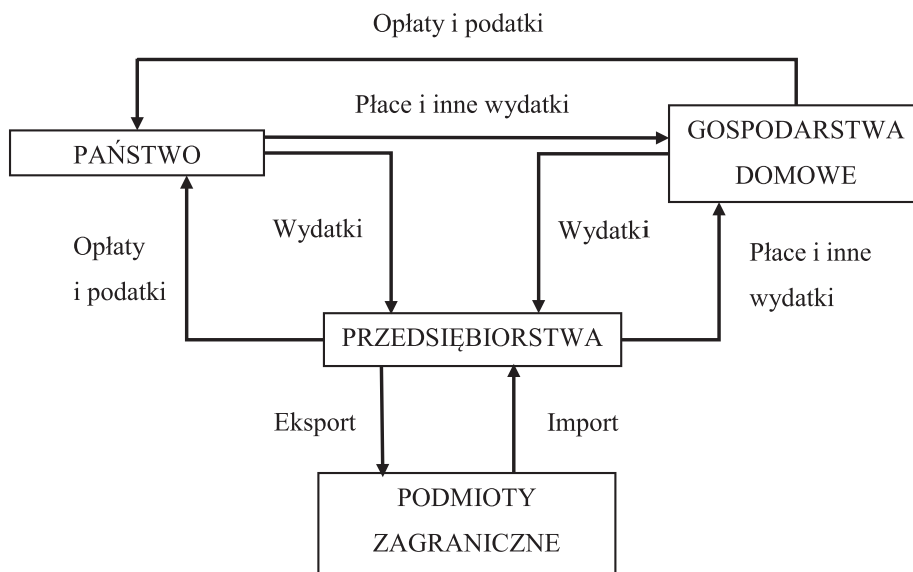 Opłaty i podatki
Płace i inne wydatki
GOSPODARSTWA
DOMOWE
PAŃSTWO
Wydatki
Wydatki
Opłaty
i podatki
Płace i inne
wydatki
PRZEDSIĘBIORSTWA
Eksport
Import
PODMIOTY
ZAGRANICZNE